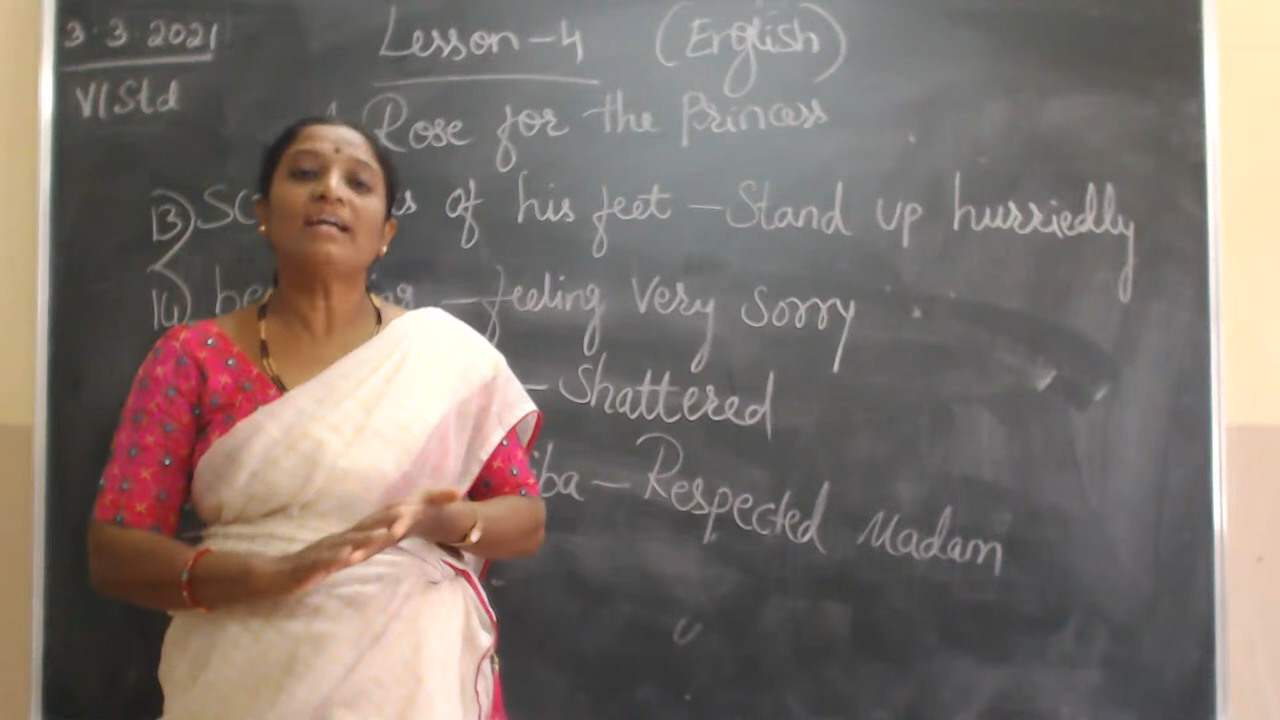 3.3.2021
VI Std
Lesson-4 (English)
Rose for the Princess
13) of his feet - Stand up hurriedly
14) - feeling very sorry
- Shattered
- Respected Madam